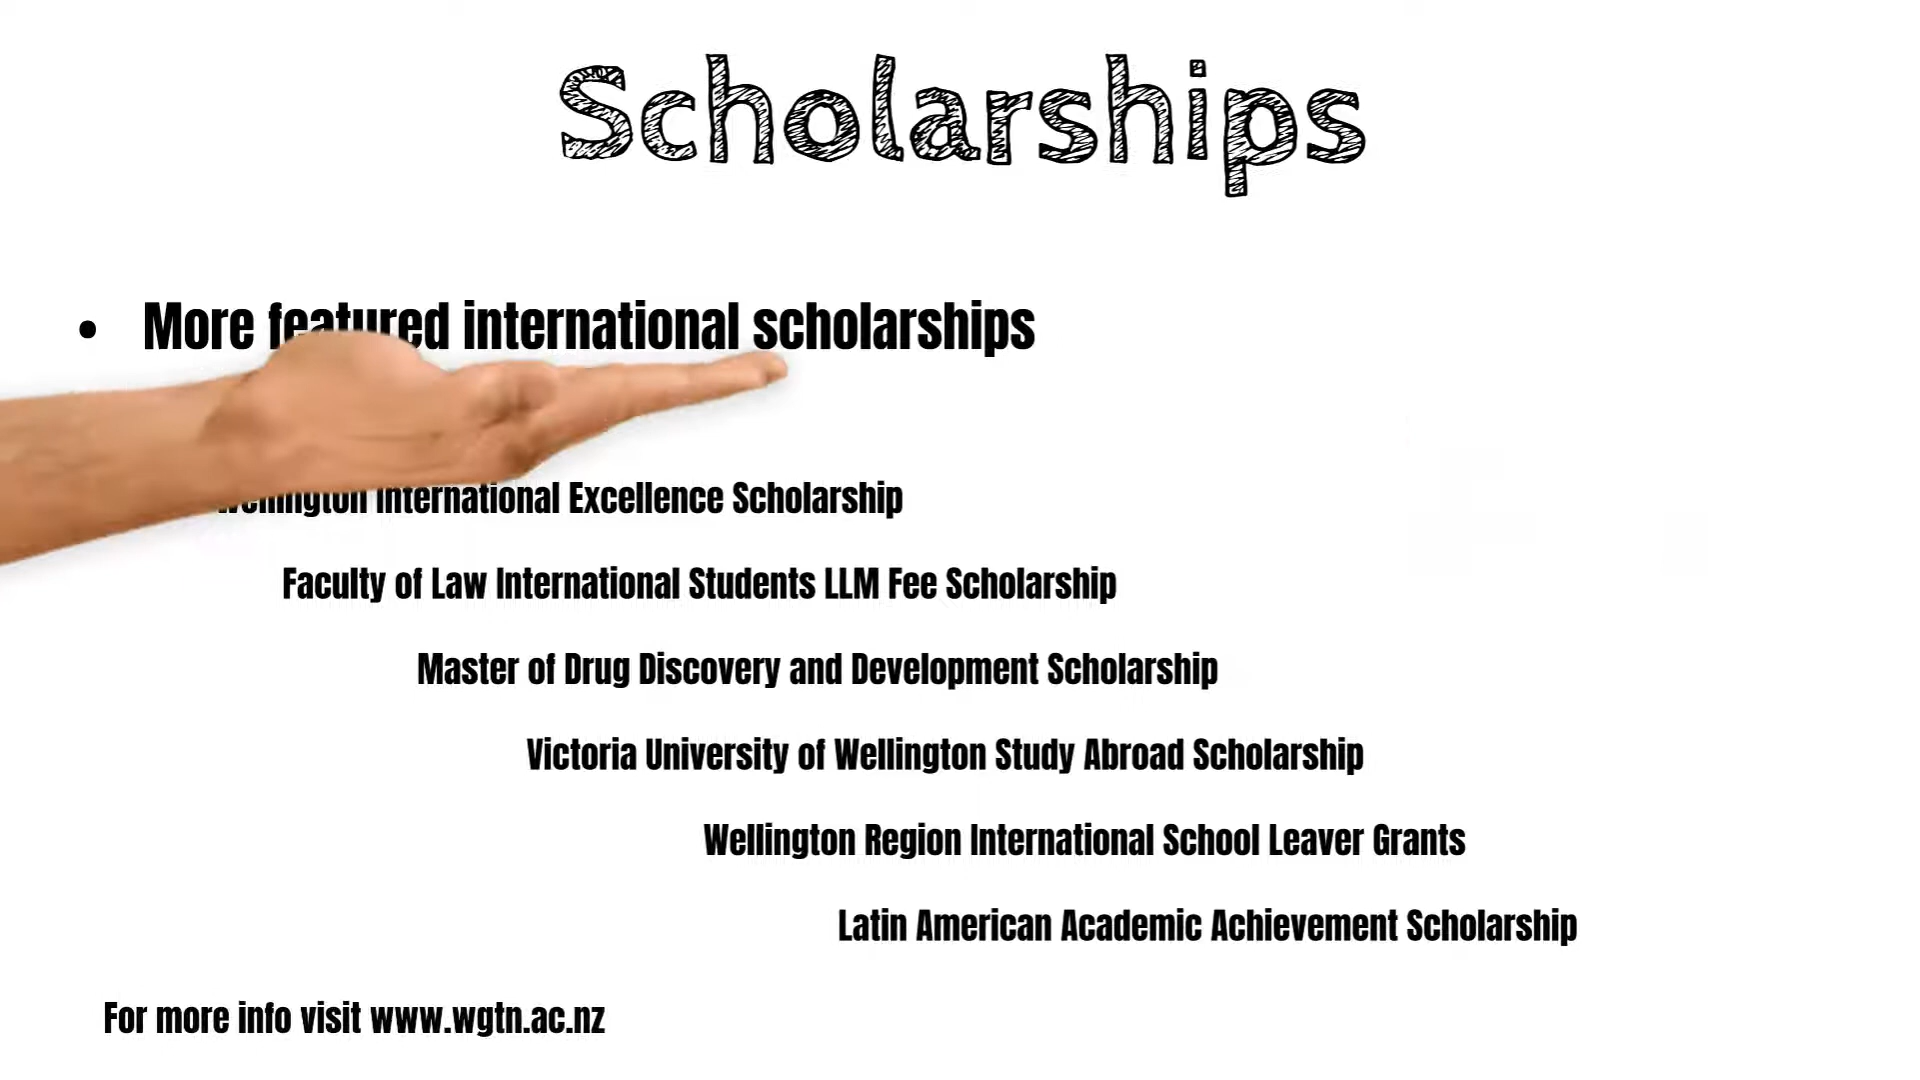 Scholarships
• More featured international scholarships
Wellington International Excellence Scholarship
Faculty of Law International Students LLM Fee Scholarship
Master of Drug Discovery and Development Scholarship
Victoria University of Wellington Study Abroad Scholarship
Wellington Region International School Leaver Grants
Latin American Academic Achievement Scholarship
For more info visit www.wgtn.ac.nz